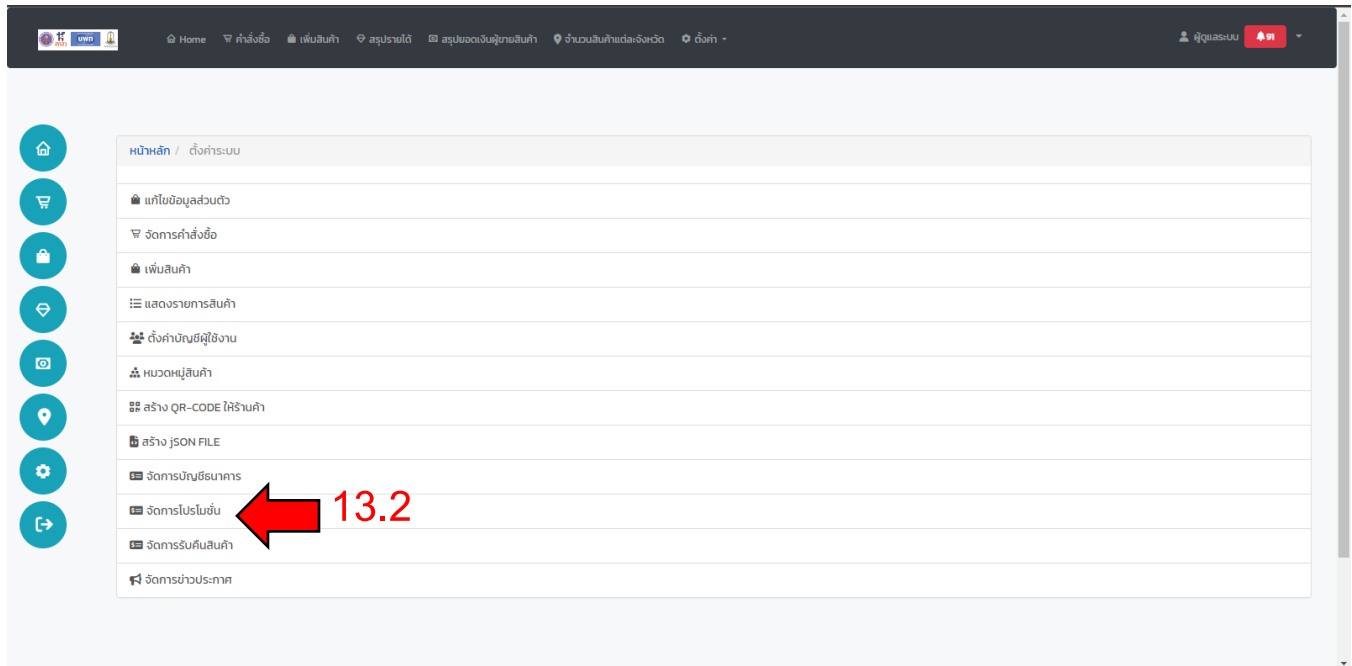 บพท
Home คำสั่งซื้อ เพิ่มสินค้า สรุปรายได้ สรุปยอดเงินผู้ขายสินค้า จำนวนสินค้าแต่ละจังหวัด ตั้งค่า
ผู้ดูแลระบบ 91
หน้าหลัก / ตั้งค่าระบบ
แก้ไขข้อมูลส่วนตัว
จัดการคำสั่งซื้อ
เพิ่มสินค้า
แสดงรายการสินค้า
ตั้งค่าบัญชีผู้ใช้งาน
หมวดหมู่สินค้า
สร้าง QR-CODE ให้ร้านค้า
สร้าง jSON FILE
จัดการบัญชีธนาคาร
จัดการโปรโมชั่น
13.2
จัดการรับคืนสินค้า
จัดการข่าวประกาศ